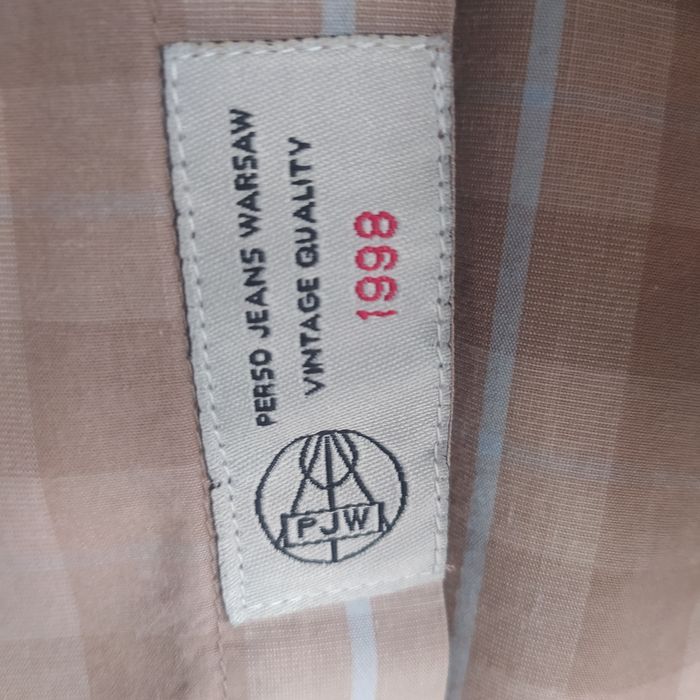 PERSO JEANS WARSAW
VINTAGE QUALITY
1998
PJW